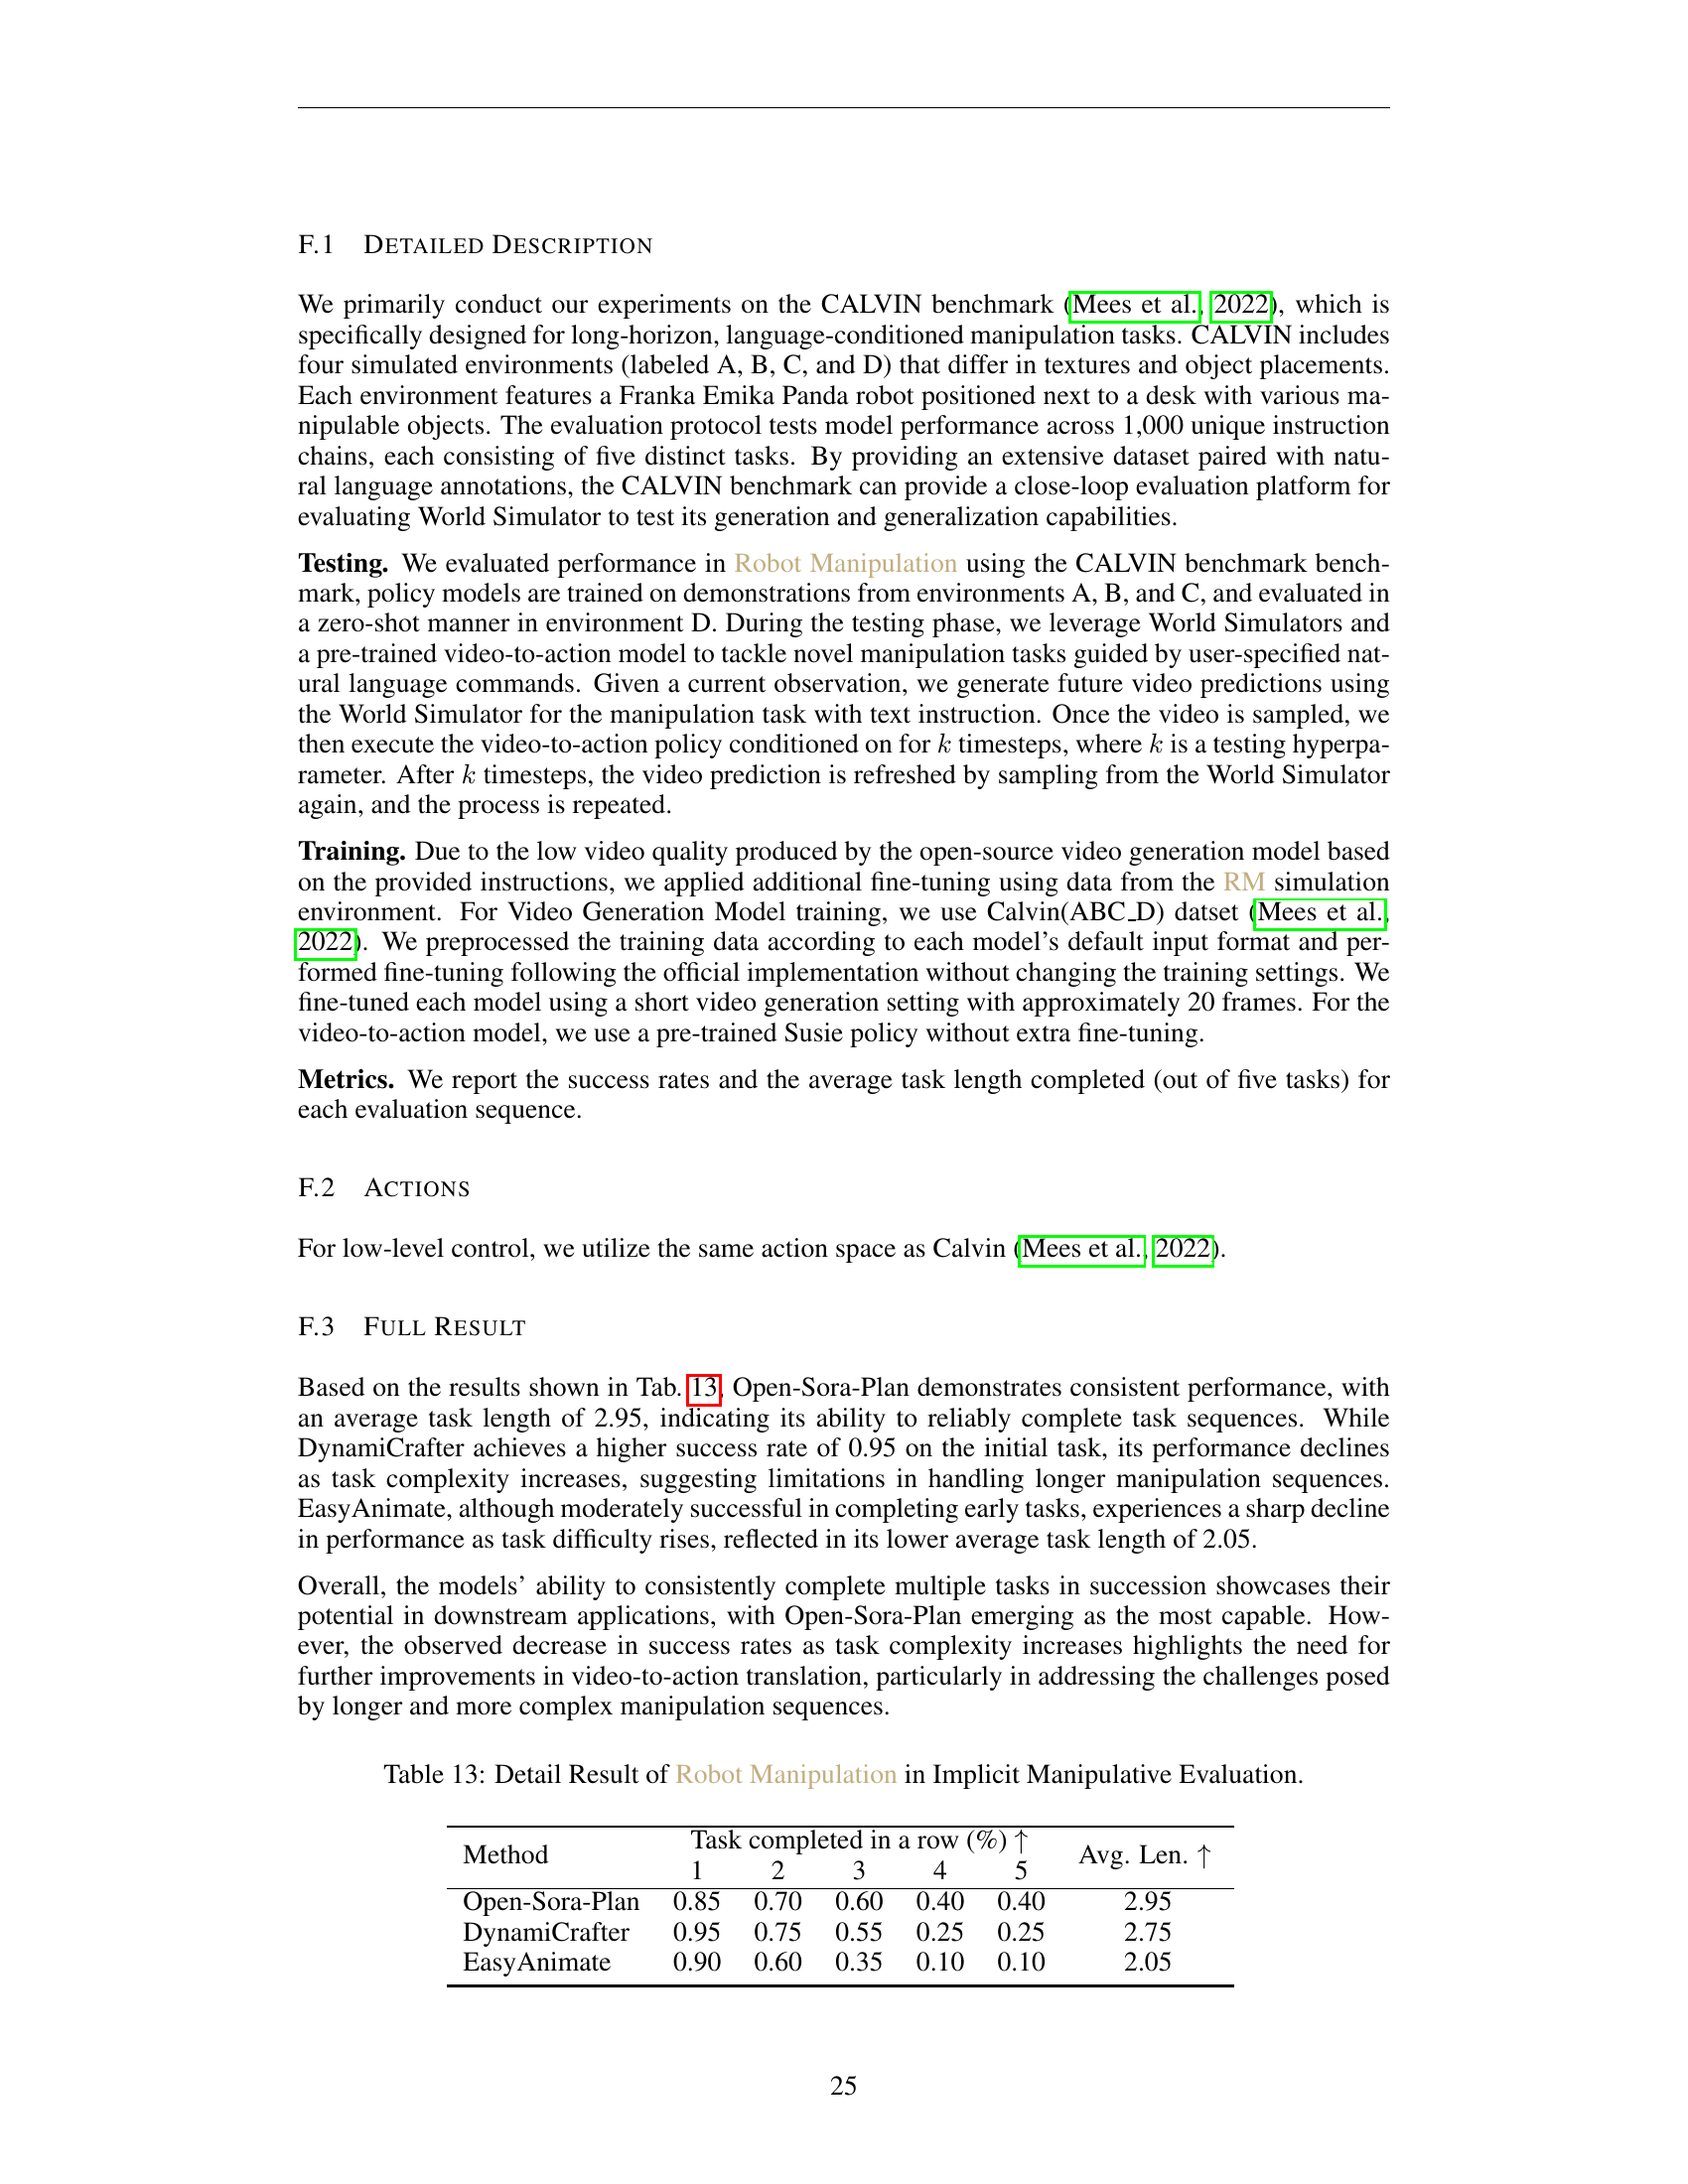 F.1 DETAILED DESCRIPTION
We primarily conduct our experiments on the CALVIN benchmark (Mees et al., 2022), which is
specifically designed for long-horizon, language-conditioned manipulation tasks. CALVIN includes
four simulated environments (labeled A, B, C, and D) that differ in textures and object placements.
Each environment features a Franka Emika Panda robot positioned next to a desk with various ma-
nipulable objects. The evaluation protocol tests model performance across 1,000 unique instruction
chains, each consisting of five distinct tasks. By providing an extensive dataset paired with natu-
ral language annotations, the CALVIN benchmark can provide a close-loop evaluation platform for
evaluating World Simulator to test its generation and generalization capabilities.
Testing. We evaluated performance in Robot Manipulation using the CALVIN benchmark bench-
mark, policy models are trained on demonstrations from environments A, B, and C, and evaluated in
a zero-shot manner in environment D. During the testing phase, we leverage World Simulators and
a pre-trained video-to-action model to tackle novel manipulation tasks guided by user-specified nat-
ural language commands. Given a current observation, we generate future video predictions using
the World Simulator for the manipulation task with text instruction. Once the video is sampled, we
then execute the video-to-action policy conditioned on for k timesteps, where k is a testing hyperpa-
rameter. After k timesteps, the video prediction is refreshed by sampling from the World Simulator
again, and the process is repeated.
Training. Due to the low video quality produced by the open-source video generation model based
on the provided instructions, we applied additional fine-tuning using data from the RM simulation
environment. For Video Generation Model training, we use Calvin(ABC_D) datset (Mees et al.,
2022). We preprocessed the training data according to each model's default input format and per-
formed fine-tuning following the official implementation without changing the training settings. We
fine-tuned each model using a short video generation setting with approximately 20 frames. For the
video-to-action model, we use a pre-trained Susie policy without extra fine-tuning.
Metrics. We report the success rates and the average task length completed (out of five tasks) for
each evaluation sequence.
F.2 ACTIONS
For low-level control, we utilize the same action space as Calvin (Mees et al., 2022).
F.3 FULL RESULT
Based on the results shown in Tab. 13, Open-Sora-Plan demonstrates consistent performance, with
an average task length of 2.95, indicating its ability to reliably complete task sequences. While
DynamiCrafter achieves a higher success rate of 0.95 on the initial task, its performance declines
as task complexity increases, suggesting limitations in handling longer manipulation sequences.
EasyAnimate, although moderately successful in completing early tasks, experiences a sharp decline
in performance as task difficulty rises, reflected in its lower average task length of 2.05.
Overall, the models' ability to consistently complete multiple tasks in succession showcases their
potential in downstream applications, with Open-Sora-Plan emerging as the most capable. How-
ever, the observed decrease in success rates as task complexity increases highlights the need for
further improvements in video-to-action translation, particularly in addressing the challenges posed
by longer and more complex manipulation sequences.
Table 13: Detail Result of Robot Manipulation in Implicit Manipulative Evaluation.
Method Task completed in a row (%) ↑ Avg. Len. ↑
1 2 3 4 5
Open-Sora-Plan 0.85 0.70 0.60 0.40 0.40 2.95
DynamiCrafter 0.95 0.75 0.55 0.25 0.25 2.75
EasyAnimate 0.90 0.60 0.35 0.10 0.10 2.05
25